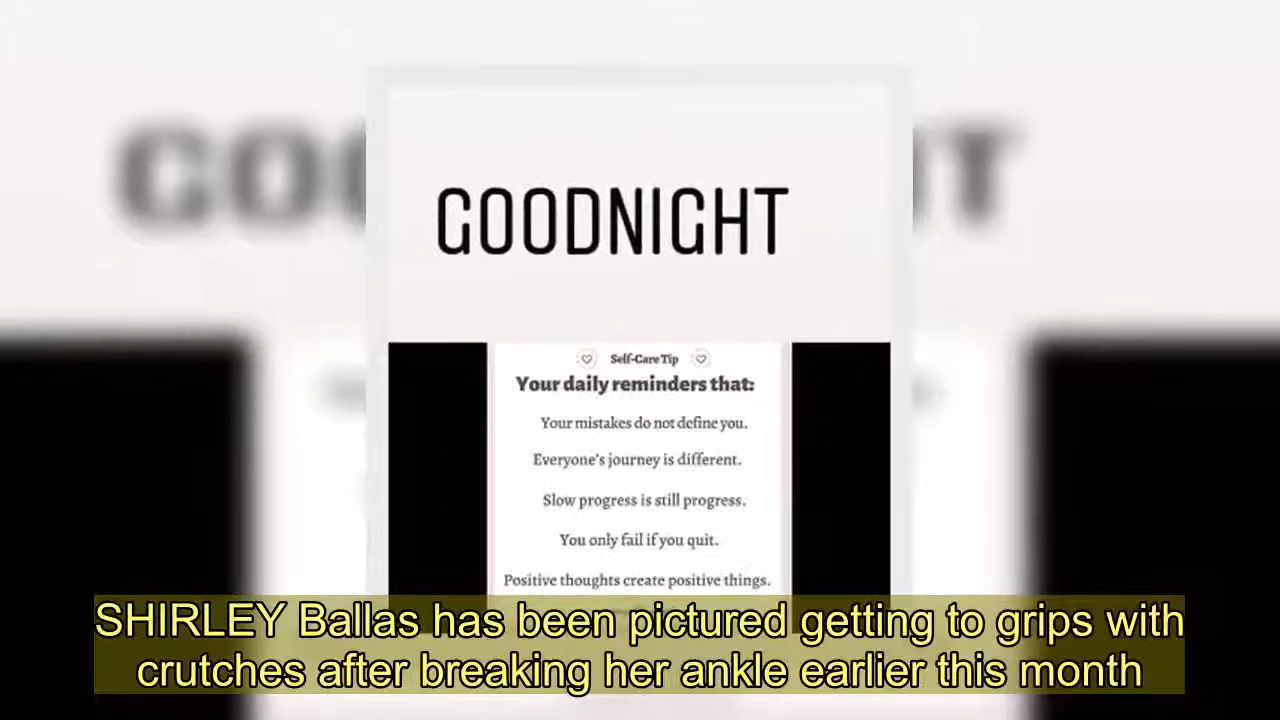 GOODNIGHT
Self-Care Tip
Your daily reminders that:
Your mistakes do not define you.
Everyone's journey is different.
Slow progress is still progress.
You only fail if you quit.
Positive thoughts create positive things.
SHIRLEY Ballas has been pictured getting to grips with
crutches after breaking her ankle earlier this month